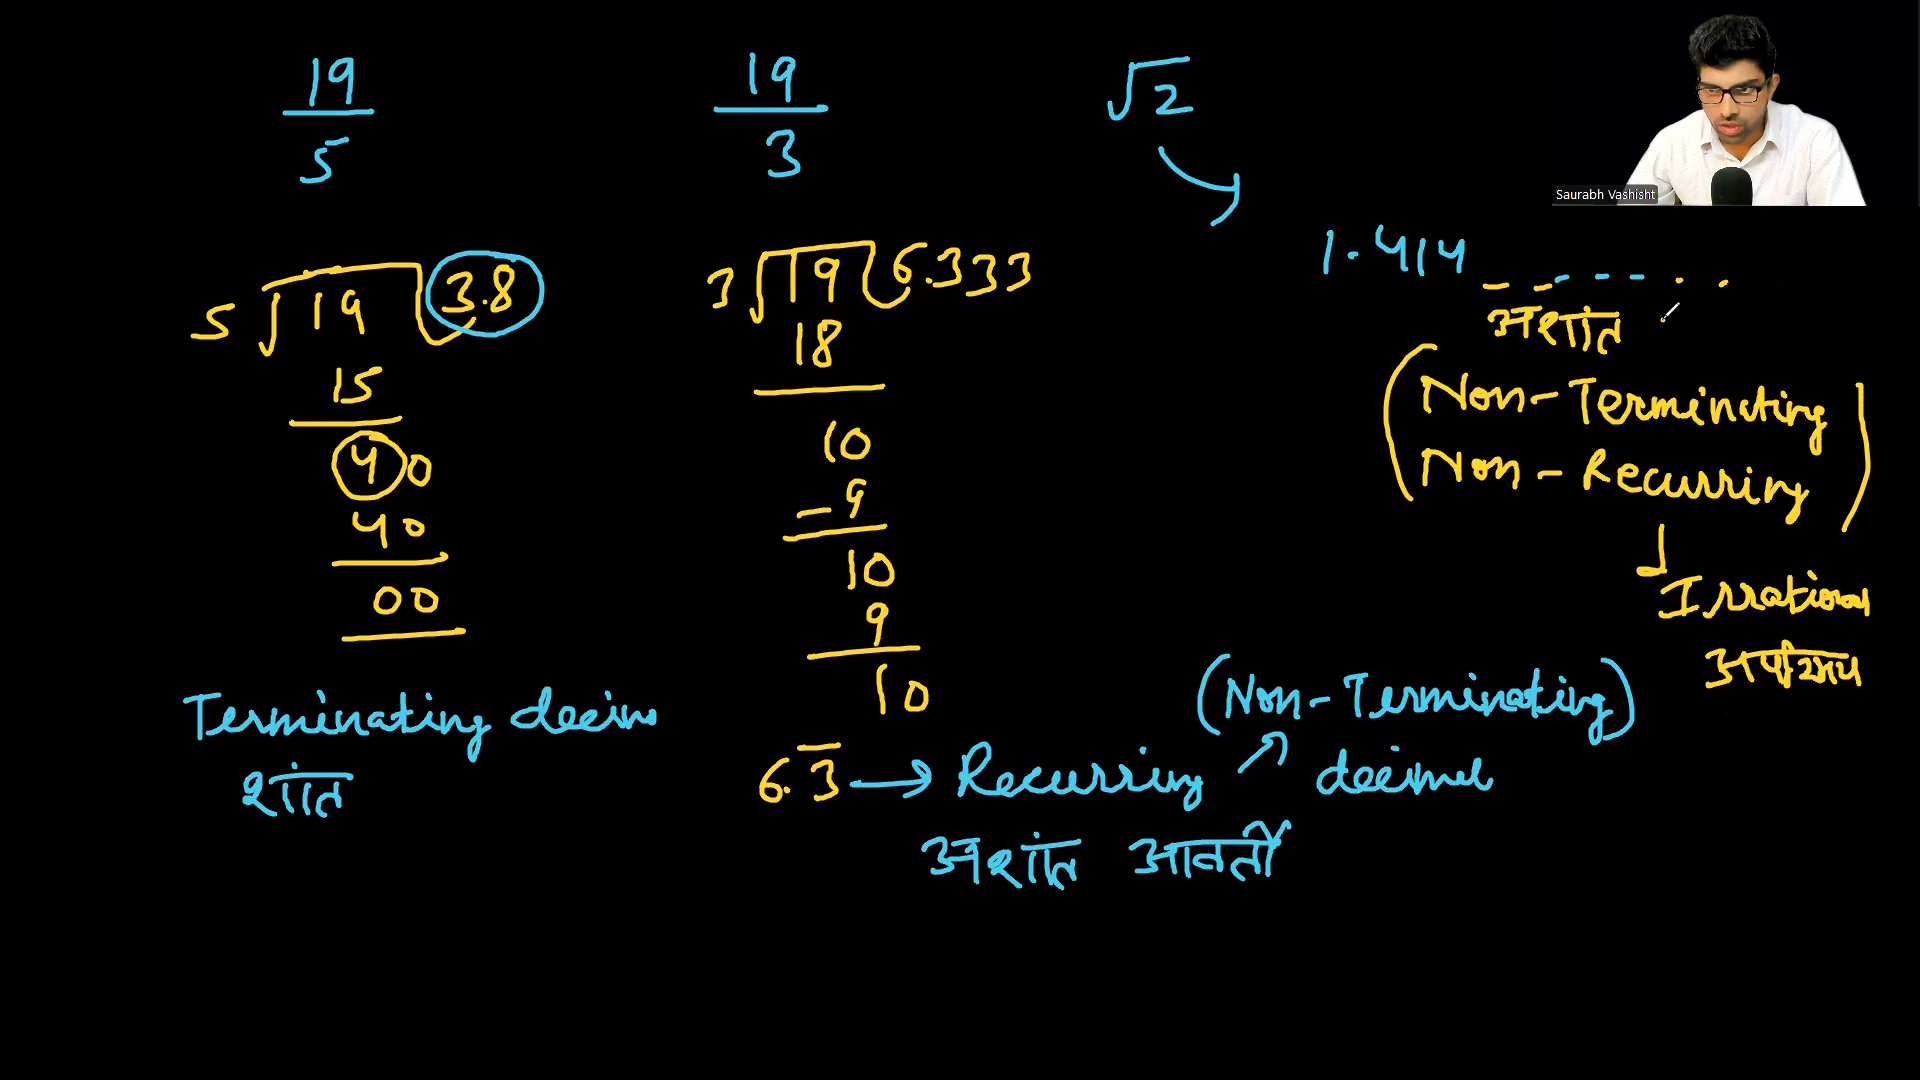 19
5
19
3
√2
Saurabh Vashisht
1.414 _ _ - - - . .
अशांत
(Non-Terminating
Non-Recurring)
Irrational
5 √19 3.8
15
40
40
00
Terminating decim
शांत
3 √19 6.333
18
10
-9
10
9
10
(Non-Terminating)
6.3̅ → Recurring decimal
अशांत आवर्ती